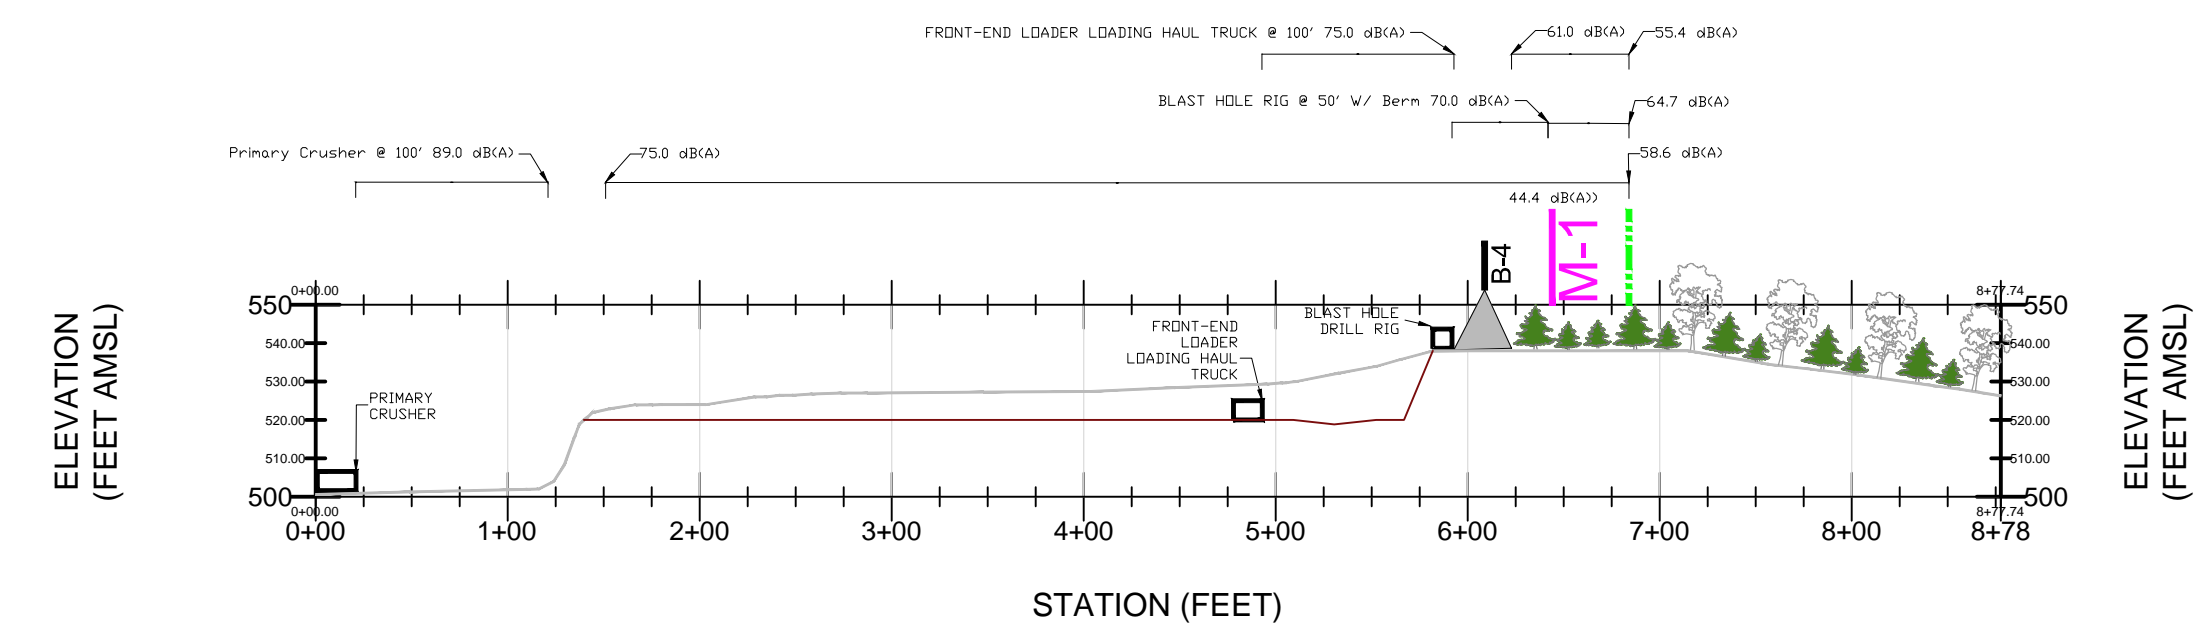 FRONT-END LOADER LOADING HAUL TRUCK @ 100' 75.0 dB(A)
61.0 dB(A)
55.4 dB(A)
BLAST HOLE RIG @ 50' W/ Berm 70.0 dB(A)
64.7 dB(A)
Primary Crusher @ 100' 89.0 dB(A)
75.0 dB(A)
58.6 dB(A)
44.4 dB(A))
M-1
B-4
0+00.00
8+77.74
550
550
BLAST HOLE
DRILL RIG
FRONT-END
LOADER
LOADING HAUL
TRUCK
540.00
540.00
530.00
530.00
PRIMARY
CRUSHER
520.00
520.00
510.00
510.00
500
500
0+00.00
8+77.74
ELEVATION
(FEET AMSL)
ELEVATION
(FEET AMSL)
0+00
1+00
2+00
3+00
4+00
5+00
6+00
7+00
8+00
8+78
STATION (FEET)